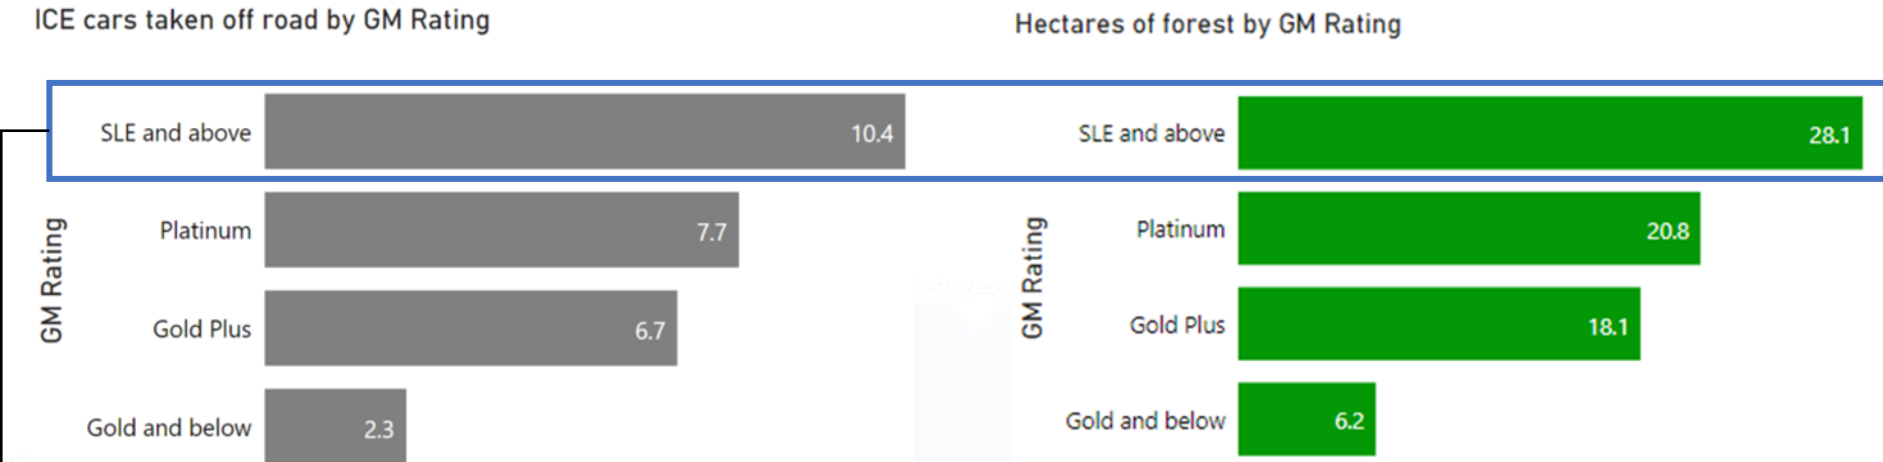 ICE cars taken off road by GM Rating
SLE and above
10.4
Platinum
7.7
Gold Plus
6.7
Gold and below
2.3
GM Rating
Hectares of forest by GM Rating
SLE and above
28.1
Platinum
20.8
Gold Plus
18.1
Gold and below
6.2
GM Rating